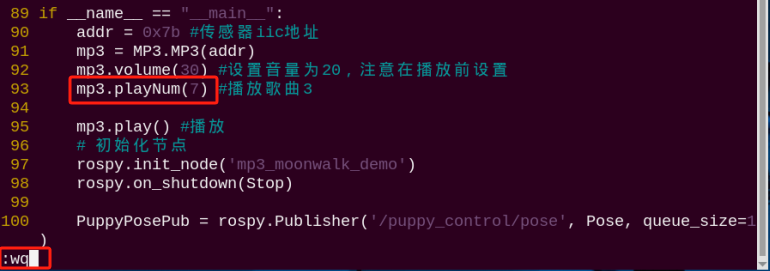 89 if __name__ == "__main__":
90     addr = 0x7b #传感器iic地址
91     mp3 = MP3.MP3(addr)
92     mp3.volume(30) #设置音量为20，注意在播放前设置
93     mp3.playNum(7) #播放歌曲3
94
95     mp3.play() #播放
96     # 初始化节点
97     rospy.init_node('mp3_moonwalk_demo')
98     rospy.on_shutdown(Stop)
99
100     PuppyPosePub = rospy.Publisher('/puppy_control/pose', Pose, queue_size=1
)
:wq